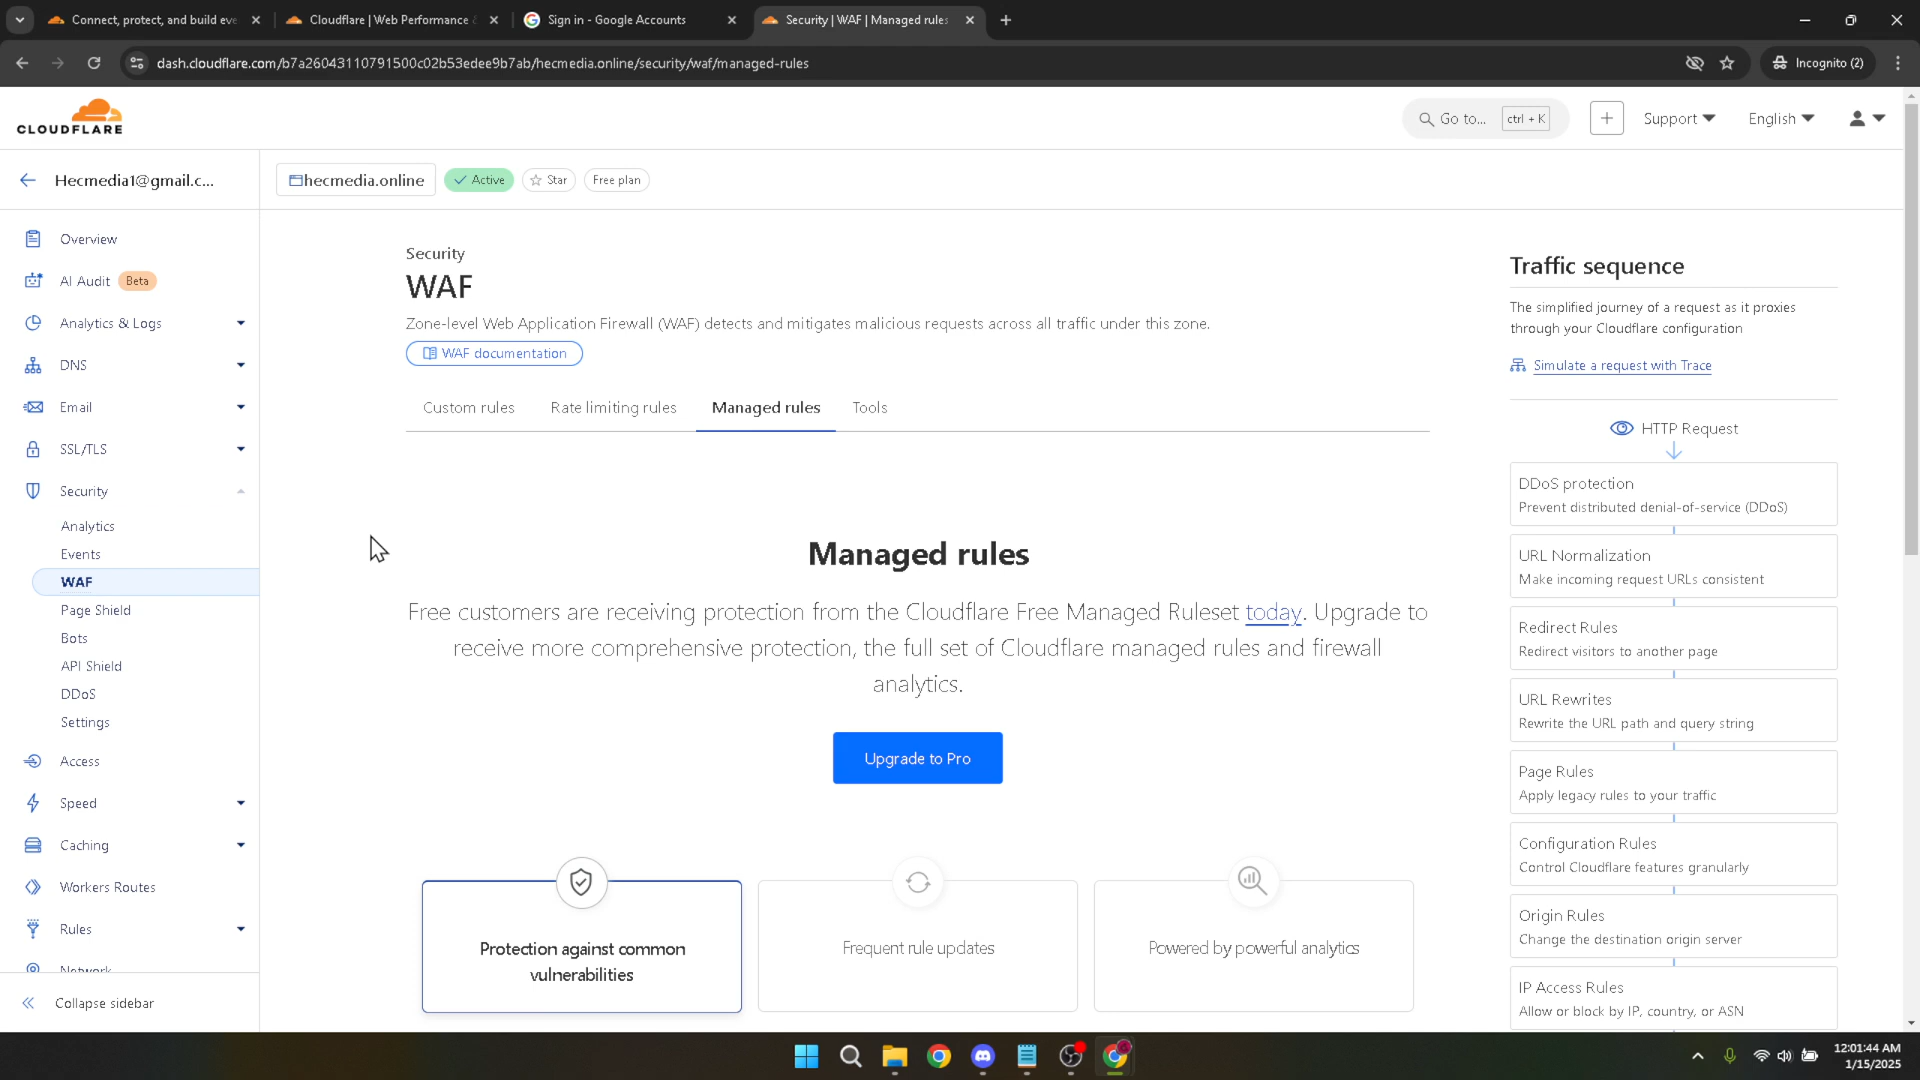 Connect, protect, and build eve
Cloudflare | Web Performance &
Sign in - Google Accounts
Security | WAF | Managed rules
dash.cloudflare.com/b7a26043110791500c02b53edee9b7ab/hecmedia.online/security/waf/managed-rules
Incognito (2)
CLOUDFLARE
Go to...
ctrl + K
Support
English
Hecmedia1@gmail.c...
hecmedia.online
Active
Star
Free plan
Overview
AI Audit Beta
Analytics & Logs
DNS
Email
SSL/TLS
Security
Analytics
Events
WAF
Page Shield
Bots
API Shield
DDoS
Settings
Access
Speed
Caching
Workers Routes
Rules
Network
Collapse sidebar
Security
WAF
Zone-level Web Application Firewall (WAF) detects and mitigates malicious requests across all traffic under this zone.
WAF documentation
Custom rules
Rate limiting rules
Managed rules
Tools
Managed rules
Free customers are receiving protection from the Cloudflare Free Managed Ruleset today. Upgrade to
receive more comprehensive protection, the full set of Cloudflare managed rules and firewall
analytics.
Upgrade to Pro
Protection against common
vulnerabilities
Frequent rule updates
Powered by powerful analytics
Traffic sequence
The simplified journey of a request as it proxies
through your Cloudflare configuration
Simulate a request with Trace
HTTP Request
DDoS protection
Prevent distributed denial-of-service (DDoS)
URL Normalization
Make incoming request URLs consistent
Redirect Rules
Redirect visitors to another page
URL Rewrites
Rewrite the URL path and query string
Page Rules
Apply legacy rules to your traffic
Configuration Rules
Control Cloudflare features granularly
Origin Rules
Change the destination origin server
IP Access Rules
Allow or block by IP, country, or ASN
12:01:44 AM
1/15/2025